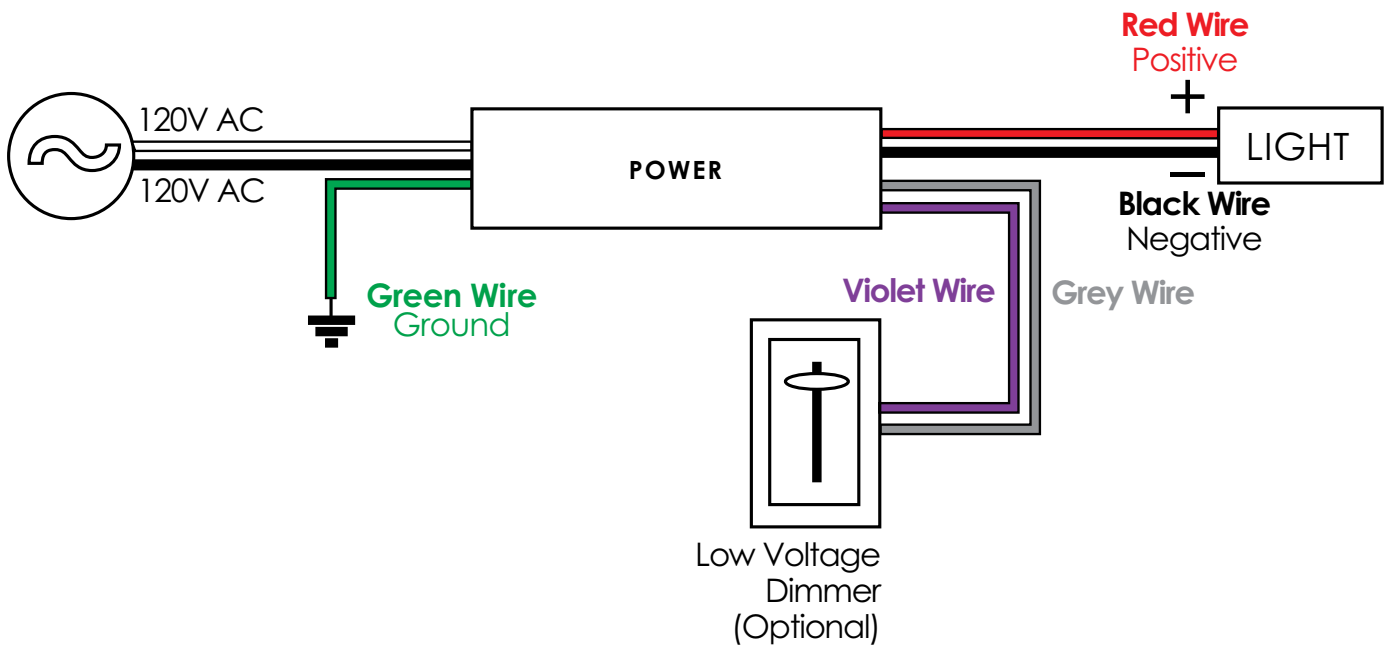 Red Wire
Positive
+
120V AC
120V AC
POWER
LIGHT
–
Black Wire
Negative
Green Wire
Ground
Violet Wire
Grey Wire
Low Voltage
Dimmer
(Optional)